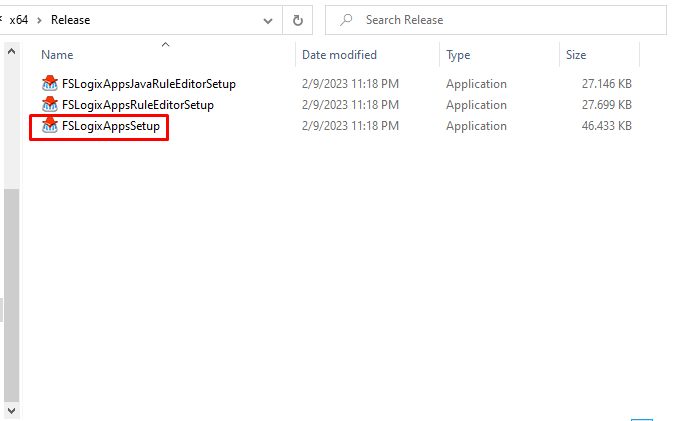 x64 > Release
Search Release
Name Date modified Type Size
FSLogixAppsJavaRuleEditorSetup 2/9/2023 11:18 PM Application 27.146 KB
FSLogixAppsRuleEditorSetup 2/9/2023 11:18 PM Application 27.699 KB
FSLogixAppsSetup 2/9/2023 11:18 PM Application 46.433 KB